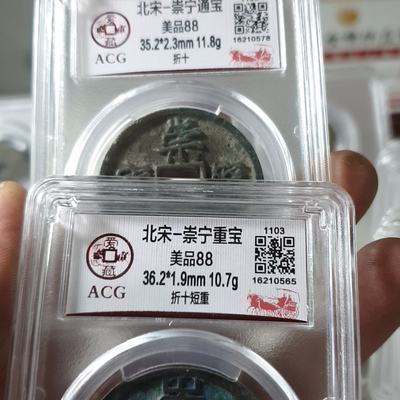 北宋-崇宁通宝
美品88
35.2*2.3mm 11.8g
16210578
ACG
折十
崇
北宋-崇宁重宝
1103
美品88
36.2*1.9mm 10.7g
16210565
ACG
折十短重